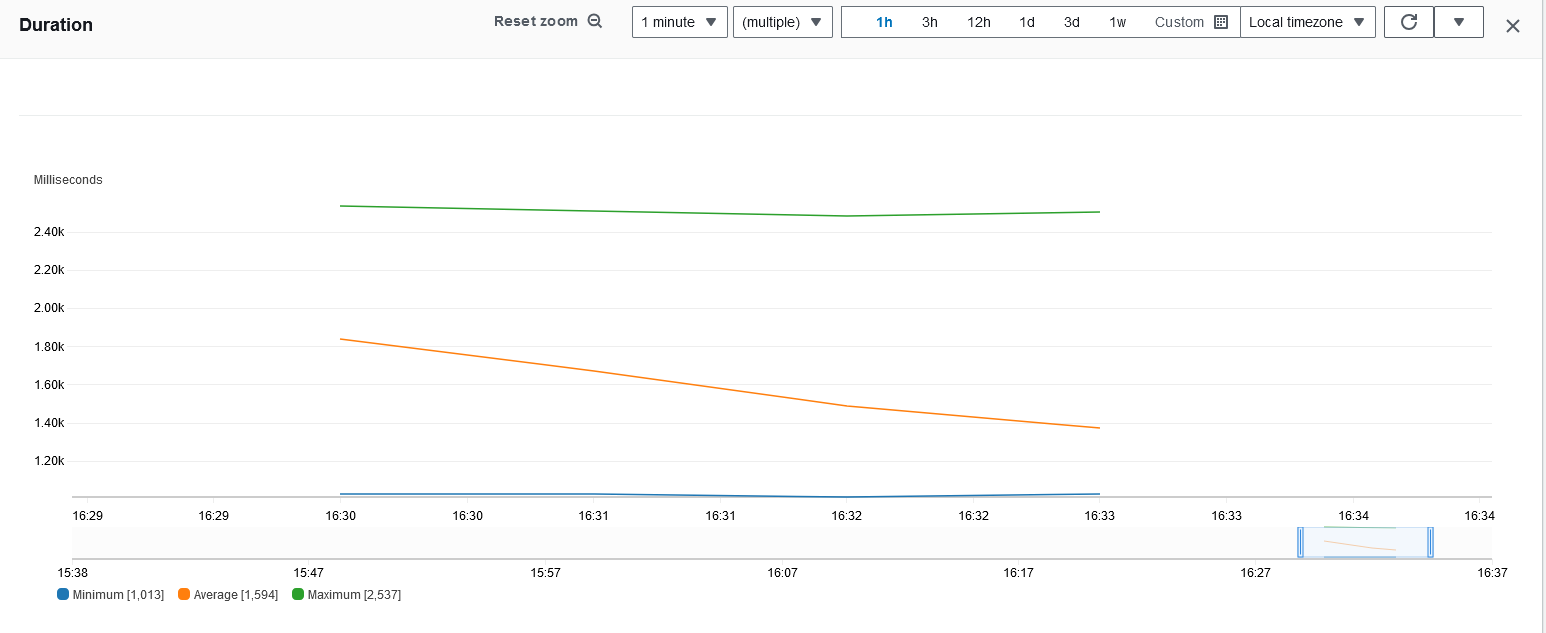 Duration
Reset zoom 1 minute (multiple) 1h 3h 12h 1d 3d 1w Custom Local timezone
Milliseconds
2.40k
2.20k
2.00k
1.80k
1.60k
1.40k
1.20k
16:29 16:29 16:30 16:30 16:31 16:31 16:32 16:32 16:33 16:33 16:34 16:34
15:38 15:47 15:57 16:07 16:17 16:27 16:37
Minimum [1,013] Average [1,594] Maximum [2,537]